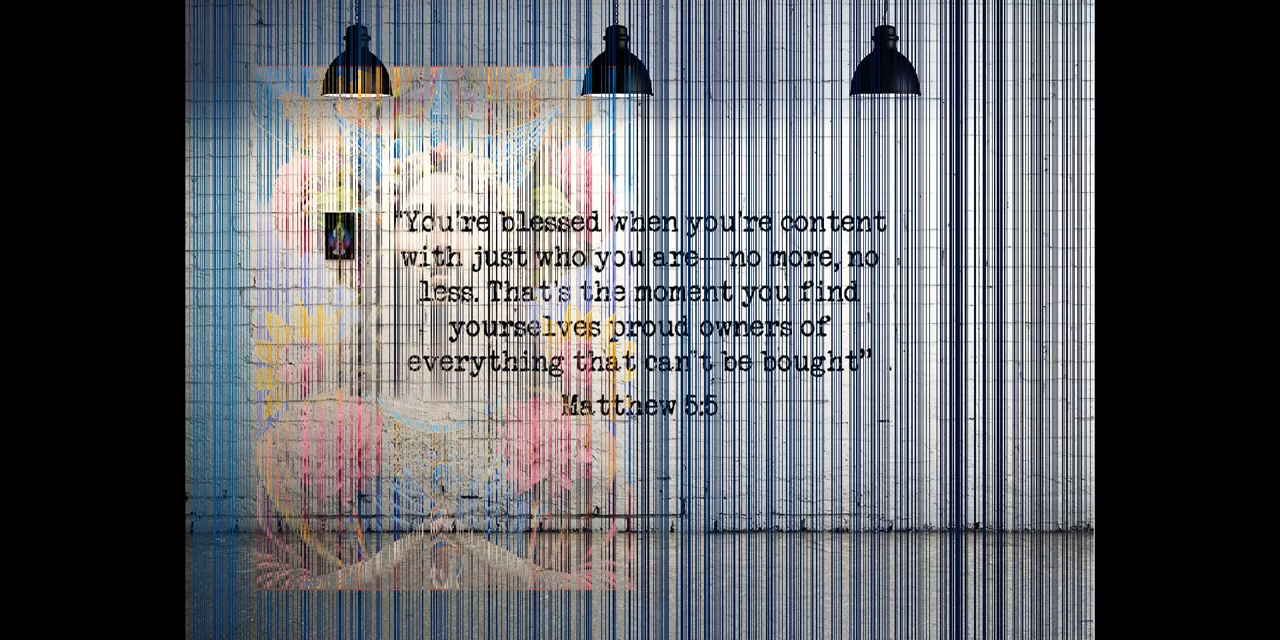 “You're blessed when you're content
with just who you are—no more, no
less. That's the moment you find
yourselves proud owners of
everything that can't be bought” .
Matthew 5:5